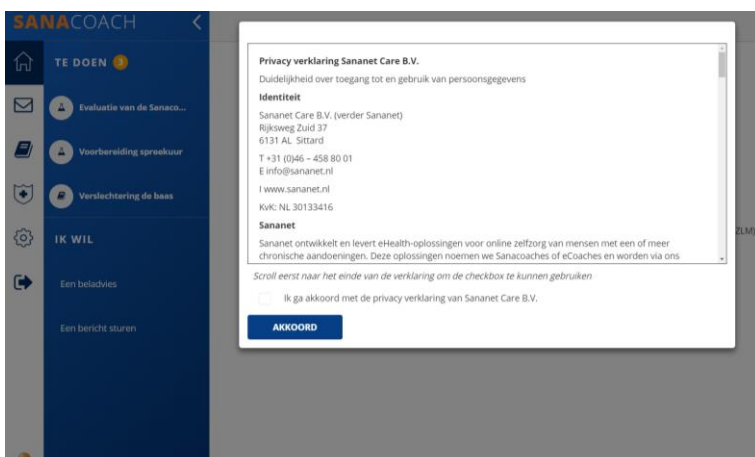 SANACOACH
TE DOEN 3
Evaluatie van de Sanaco...
Voorbereiding spreekuur
Verslechtering de baas
IK WIL
Een beladvies
Een bericht sturen
Privacy verklaring Sananet Care B.V.
Duidelijkheid over toegang tot en gebruik van persoonsgegevens
Identiteit
Sananet Care B.V. (verder Sananet)
Rijksweg Zuid 37
6131 AL Sittard
T +31 (0)46 – 458 80 01
E info@sananet.nl
I www.sananet.nl
KvK: NL 30133416
Sananet
Sananet ontwikkelt en levert eHealth-oplossingen voor online zelfzorg van mensen met een of meer
chronische aandoeningen. Deze oplossingen noemen we Sanacoaches of eCoaches en worden via ons
Scroll eerst naar het einde van de verklaring om de checkbox te kunnen gebruiken
Ik ga akkoord met de privacy verklaring van Sananet Care B.V.
AKKOORD
ZLM)